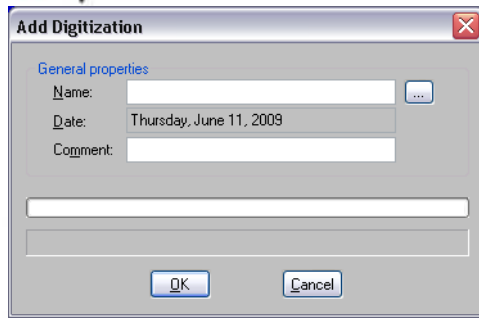 Add Digitization
General properties
Name:
...
Date: Thursday, June 11, 2009
Comment:
OK Cancel